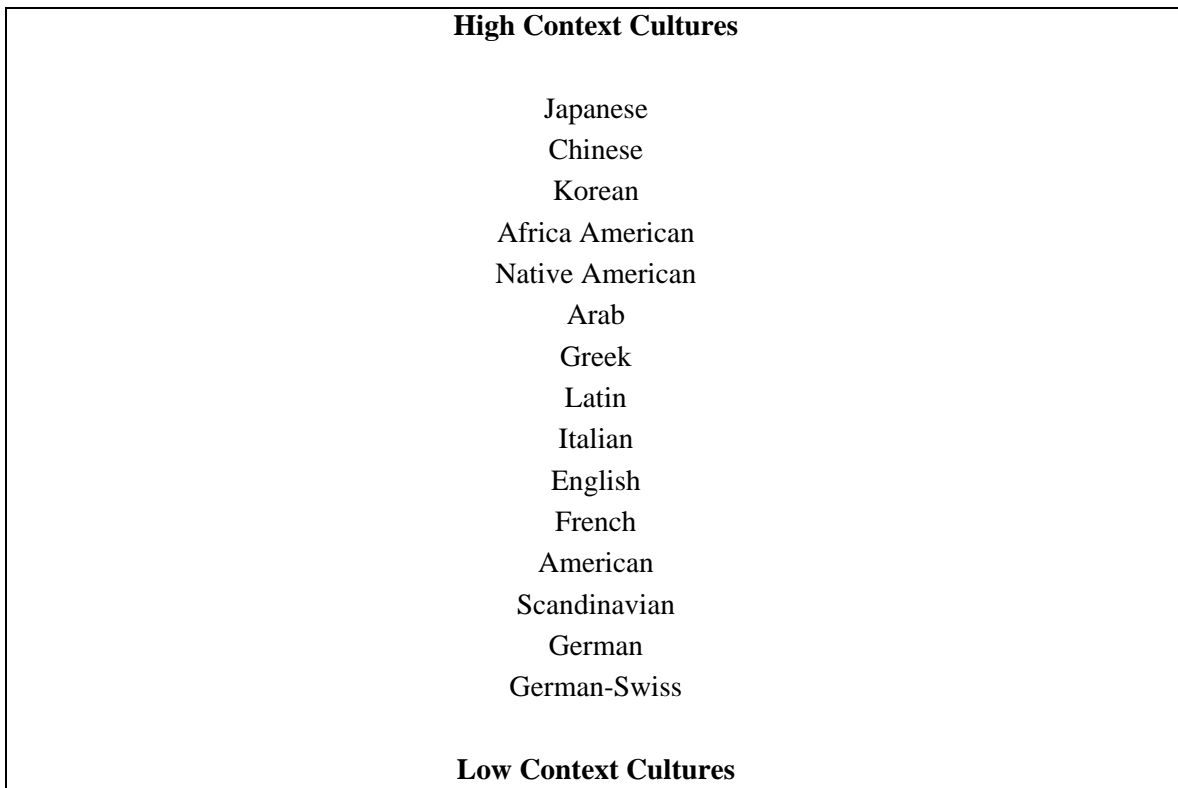 High Context Cultures
Japanese
Chinese
Korean
Africa American
Native American
Arab
Greek
Latin
Italian
English
French
American
Scandinavian
German
German-Swiss
Low Context Cultures